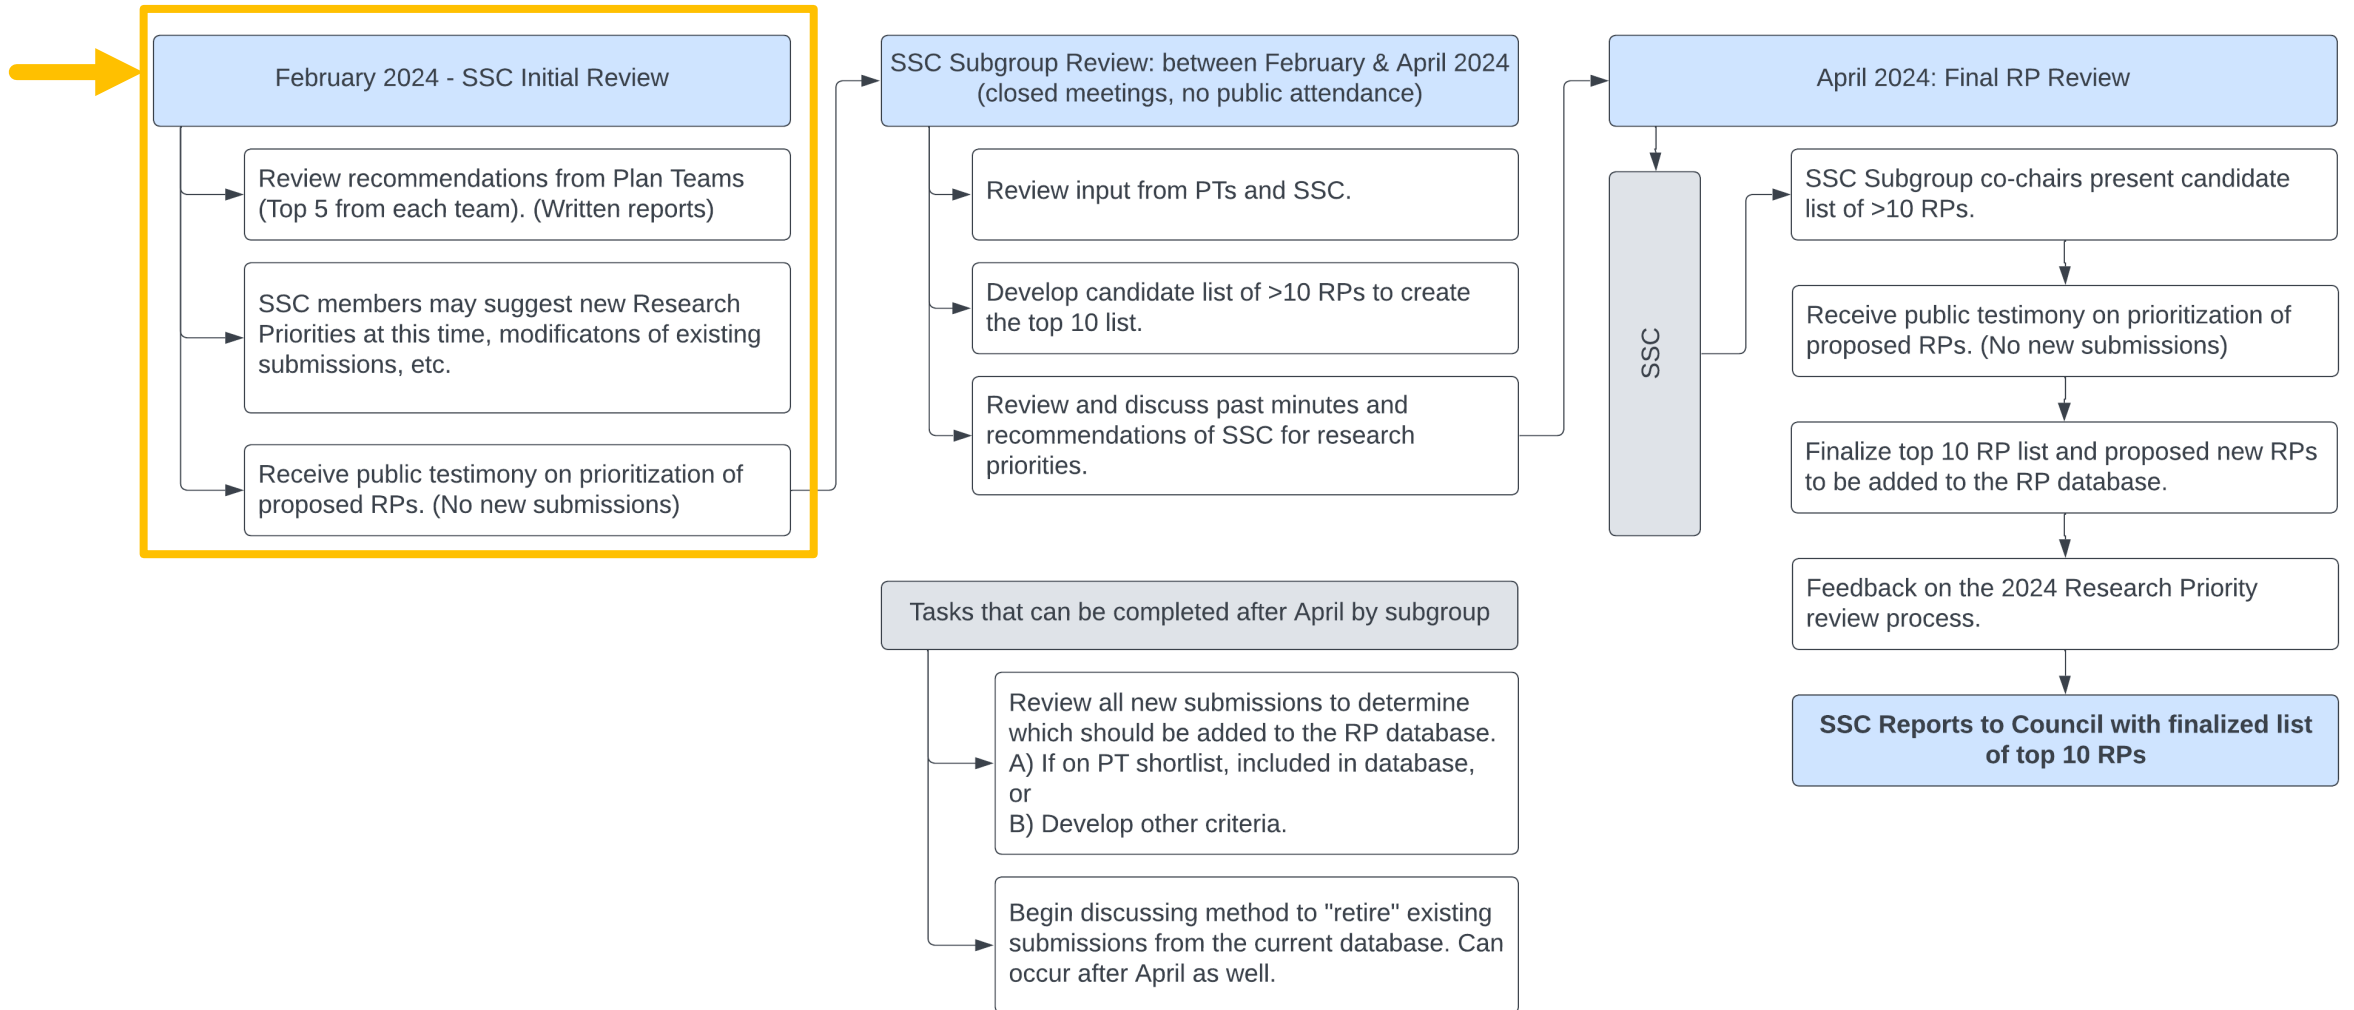 February 2024 - SSC Initial Review
Review recommendations from Plan Teams
(Top 5 from each team). (Written reports)
SSC members may suggest new Research
Priorities at this time, modificatons of existing
submissions, etc.
Receive public testimony on prioritization of
proposed RPs. (No new submissions)
SSC Subgroup Review: between February & April 2024
(closed meetings, no public attendance)
Review input from PTs and SSC.
Develop candidate list of >10 RPs to create
the top 10 list.
Review and discuss past minutes and
recommendations of SSC for research
priorities.
Tasks that can be completed after April by subgroup
Review all new submissions to determine
which should be added to the RP database.
A) If on PT shortlist, included in database,
or
B) Develop other criteria.
Begin discussing method to "retire" existing
submissions from the current database. Can
occur after April as well.
April 2024: Final RP Review
SSC
SSC Subgroup co-chairs present candidate
list of >10 RPs.
Receive public testimony on prioritization of
proposed RPs. (No new submissions)
Finalize top 10 RP list and proposed new RPs
to be added to the RP database.
Feedback on the 2024 Research Priority
review process.
SSC Reports to Council with finalized list
of top 10 RPs